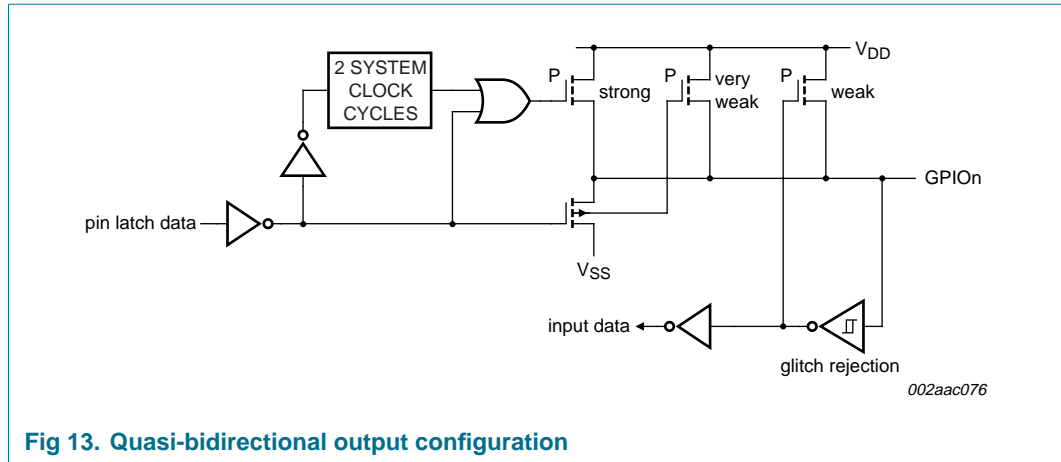 2 SYSTEM
CLOCK
CYCLES
P
strong
P
very
weak
P
weak
VDD
GPIOn
pin latch data
VSS
input data
glitch rejection
002aac076
Fig 13. Quasi-bidirectional output configuration